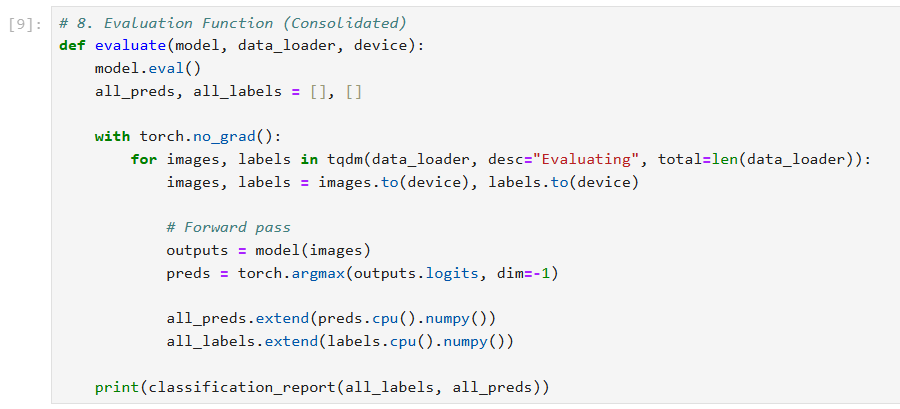 [9]: # 8. Evaluation Function (Consolidated)
def evaluate(model, data_loader, device):
    model.eval()
    all_preds, all_labels = [], []

    with torch.no_grad():
        for images, labels in tqdm(data_loader, desc="Evaluating", total=len(data_loader)):
            images, labels = images.to(device), labels.to(device)

            # Forward pass
            outputs = model(images)
            preds = torch.argmax(outputs.logits, dim=-1)

            all_preds.extend(preds.cpu().numpy())
            all_labels.extend(labels.cpu().numpy())

    print(classification_report(all_labels, all_preds))